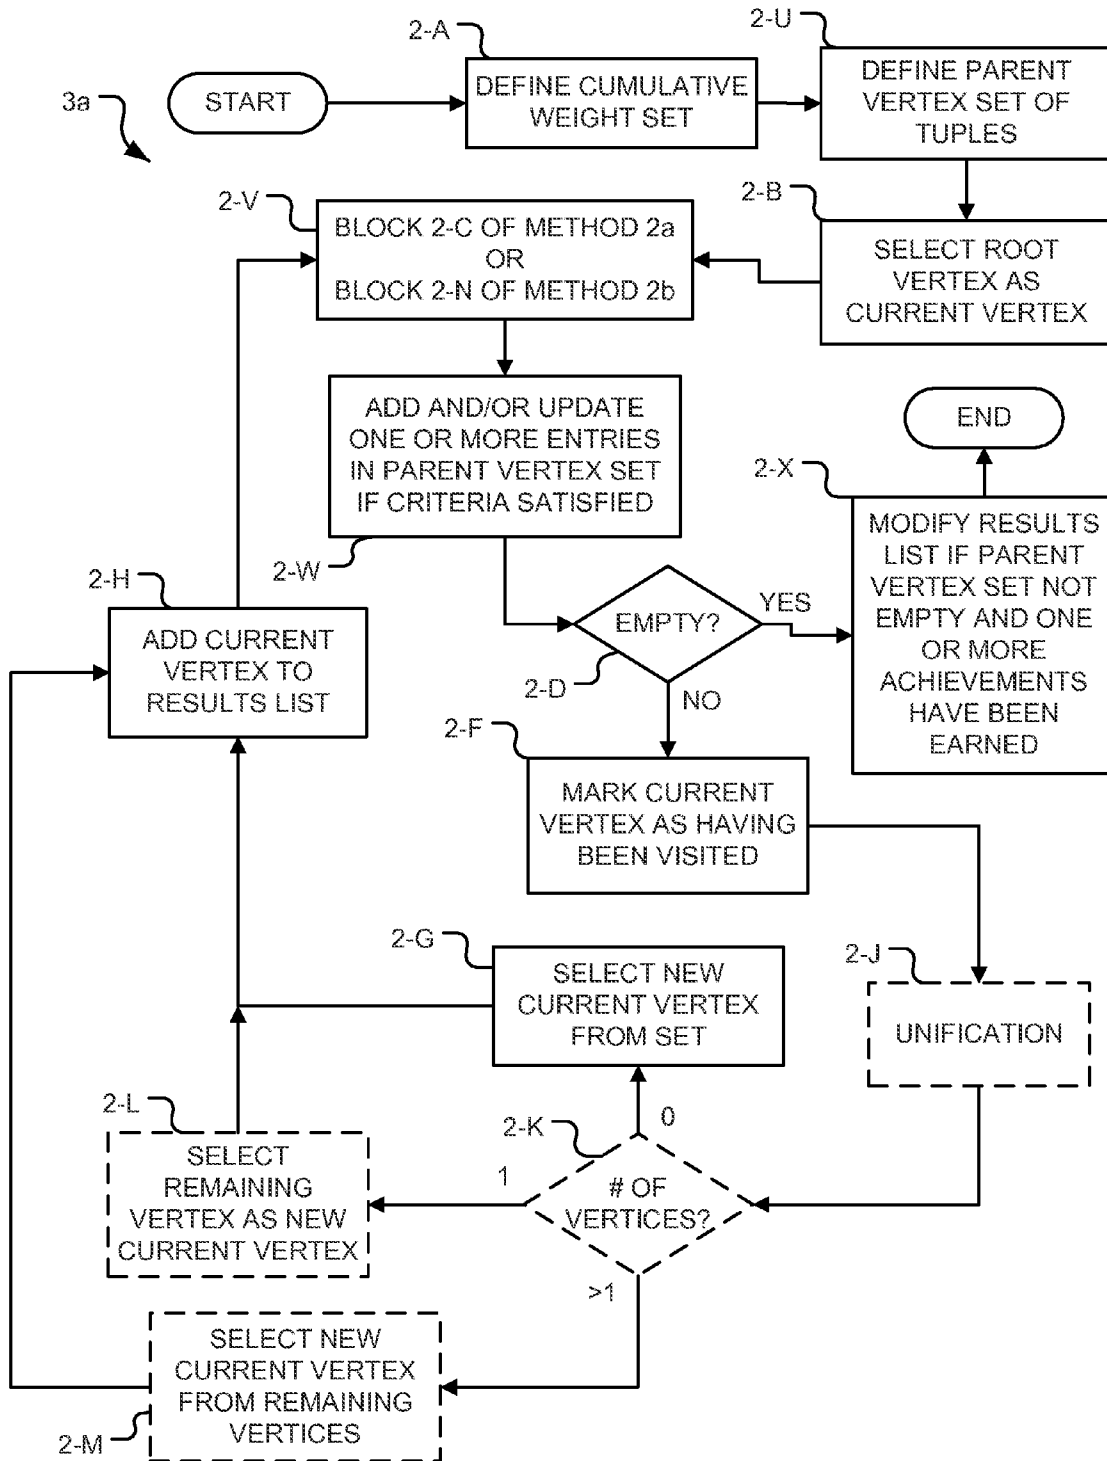 2-A
2-U
3a
START
DEFINE CUMULATIVE
WEIGHT SET
DEFINE PARENT
VERTEX SET OF
TUPLES
2-V
2-B
BLOCK 2-C OF METHOD 2a
OR
BLOCK 2-N OF METHOD 2b
SELECT ROOT
VERTEX AS
CURRENT VERTEX
ADD AND/OR UPDATE
ONE OR MORE ENTRIES
IN PARENT VERTEX SET
IF CRITERIA SATISFIED
END
2-X
2-W
MODIFY RESULTS
LIST IF PARENT
VERTEX SET NOT
EMPTY AND ONE
OR MORE
ACHIEVEMENTS
HAVE BEEN
EARNED
2-H
ADD CURRENT
VERTEX TO
RESULTS LIST
EMPTY?
YES
2-D
NO
2-F
MARK CURRENT
VERTEX AS HAVING
BEEN VISITED
2-G
SELECT NEW
CURRENT VERTEX
FROM SET
2-J
UNIFICATION
2-L
SELECT
REMAINING
VERTEX AS NEW
CURRENT VERTEX
2-K
0
1
# OF
VERTICES?
>1
SELECT NEW
CURRENT VERTEX
FROM REMAINING
VERTICES
2-M